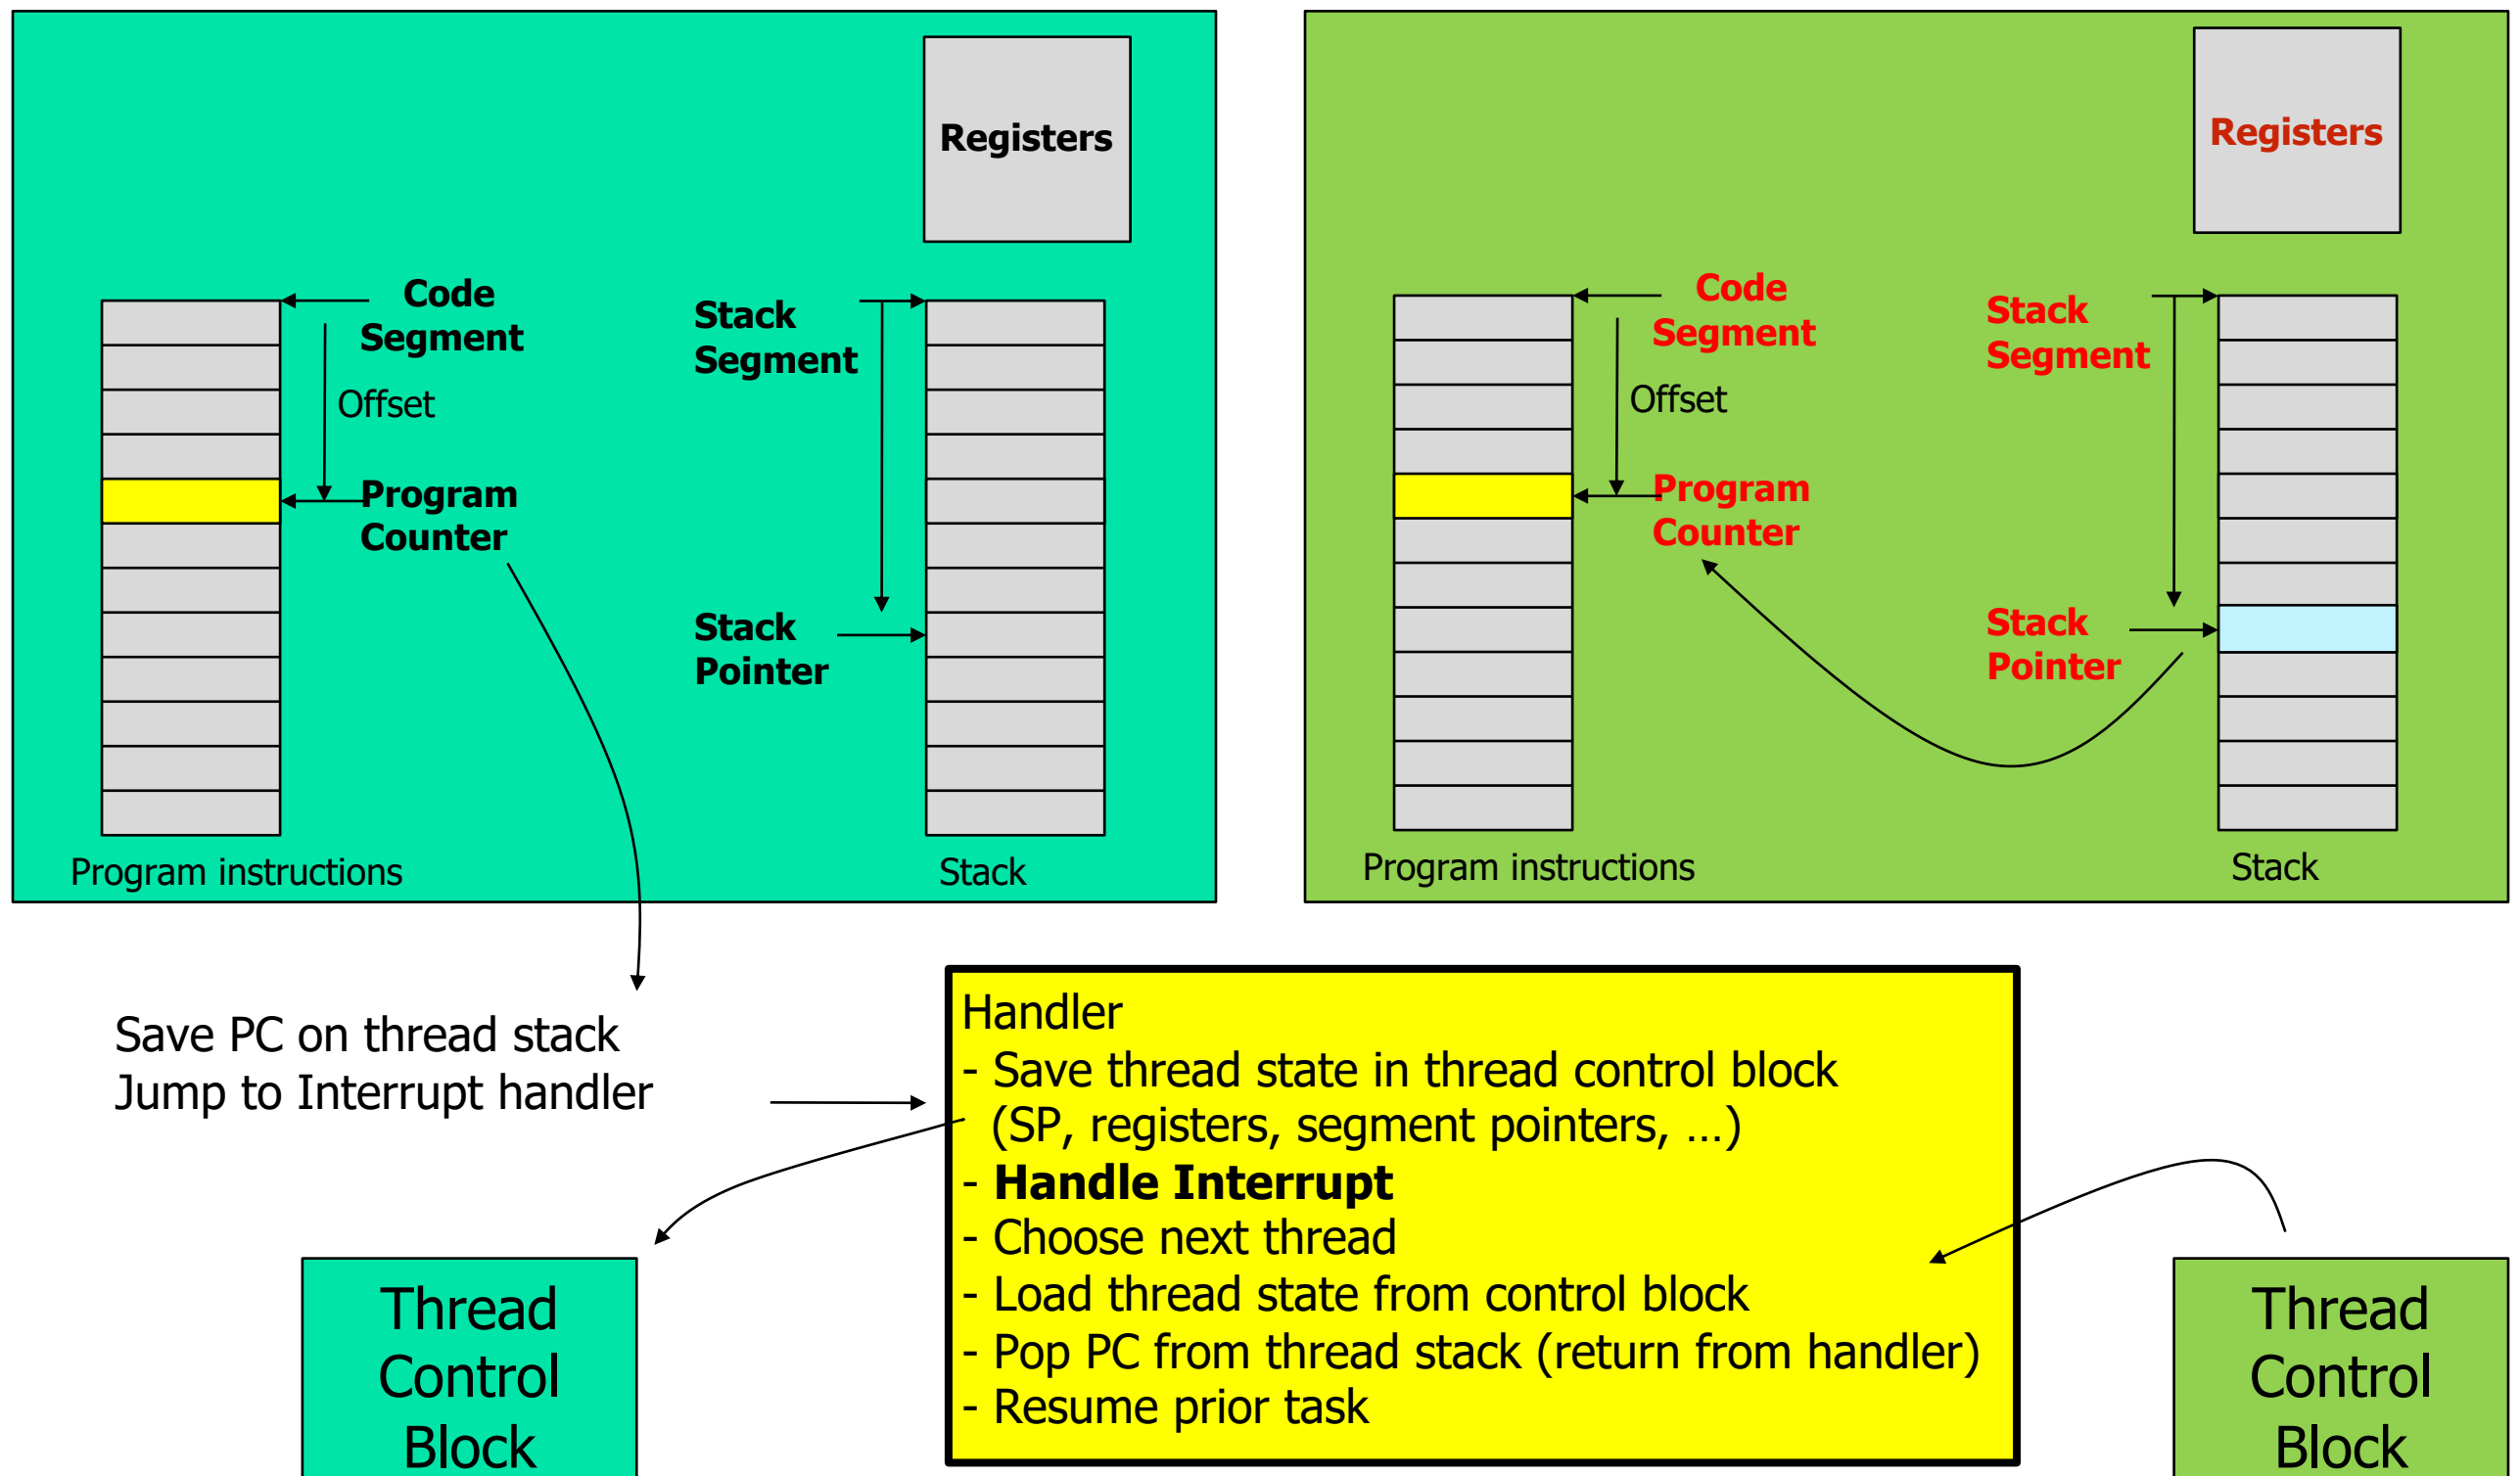 Registers
Code
Segment
Offset
Program
Counter
Stack
Segment
Stack
Pointer
Program instructions
Stack
Registers
Code
Segment
Offset
Program
Counter
Stack
Segment
Stack
Pointer
Program instructions
Stack
Save PC on thread stack
Jump to Interrupt handler
Handler
- Save thread state in thread control block
(SP, registers, segment pointers, …)
- Handle Interrupt
- Choose next thread
- Load thread state from control block
- Pop PC from thread stack (return from handler)
- Resume prior task
Thread
Control
Block
Thread
Control
Block